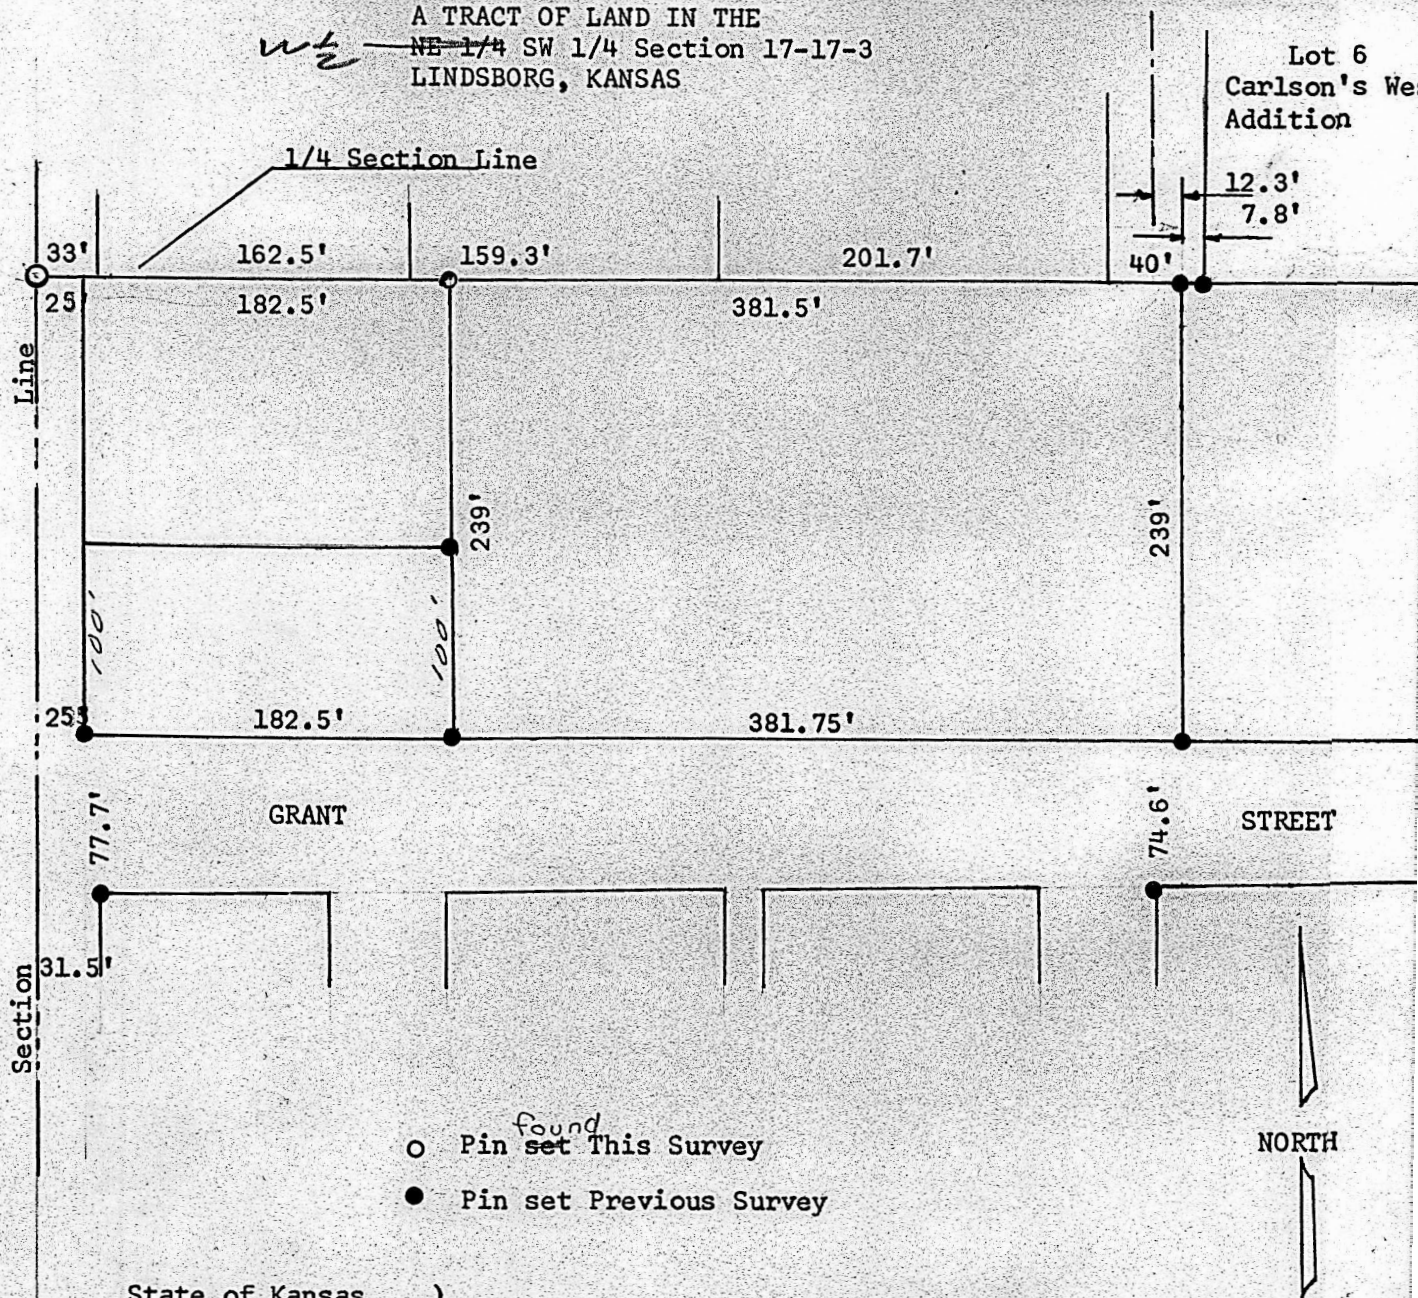 A TRACT OF LAND IN THE
W½ NE 1/4 SW 1/4 Section 17-17-3
LINDSBORG, KANSAS
Lot 6
Carlson's Wes
Addition
1/4 Section Line
12.3'
7.8'
33' 162.5' 159.3' 201.7' 40'
25' 182.5' 381.5'
Line
239' 239'
100' 100'
182.5' 381.75'
77.7' 74.6'
GRANT STREET
31.5'
Section
found
O Pin set This Survey
● Pin set Previous Survey
NORTH
State of Kansas )